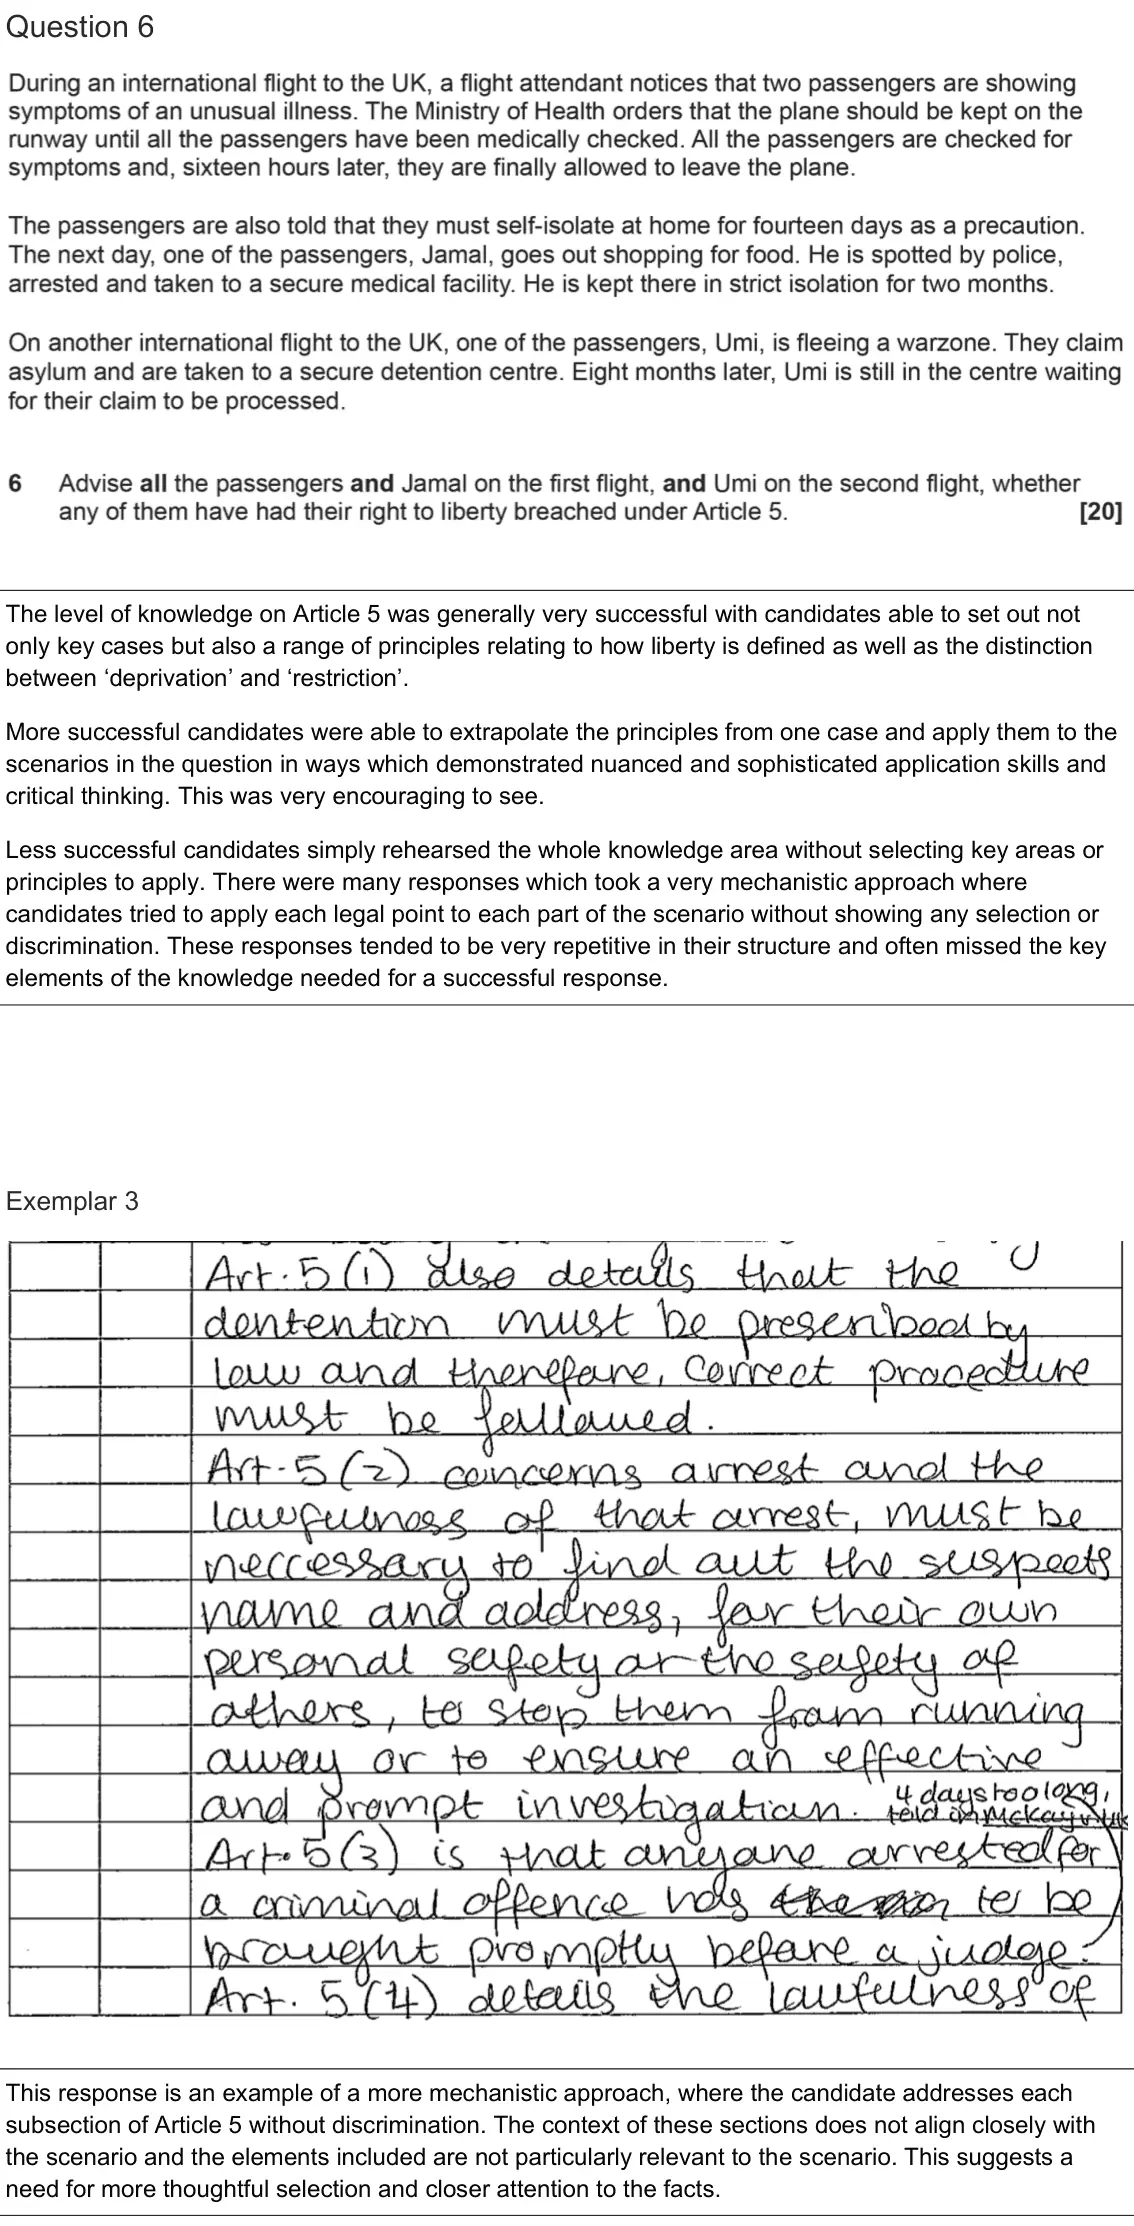 Question 6
During an international flight to the UK, a flight attendant notices that two passengers are showing
symptoms of an unusual illness. The Ministry of Health orders that the plane should be kept on the
runway until all the passengers have been medically checked. All the passengers are checked for
symptoms and, sixteen hours later, they are finally allowed to leave the plane.
The passengers are also told that they must self-isolate at home for fourteen days as a precaution.
The next day, one of the passengers, Jamal, goes out shopping for food. He is spotted by police,
arrested and taken to a secure medical facility. He is kept there in strict isolation for two months.
On another international flight to the UK, one of the passengers, Umi, is fleeing a warzone. They claim
asylum and are taken to a secure detention centre. Eight months later, Umi is still in the centre waiting
for their claim to be processed.
6 Advise all the passengers and Jamal on the first flight, and Umi on the second flight, whether
any of them have had their right to liberty breached under Article 5. [20]
The level of knowledge on Article 5 was generally very successful with candidates able to set out not
only key cases but also a range of principles relating to how liberty is defined as well as the distinction
between ‘deprivation’ and ‘restriction’.
More successful candidates were able to extrapolate the principles from one case and apply them to the
scenarios in the question in ways which demonstrated nuanced and sophisticated application skills and
critical thinking. This was very encouraging to see.
Less successful candidates simply rehearsed the whole knowledge area without selecting key areas or
principles to apply. There were many responses which took a very mechanistic approach where
candidates tried to apply each legal point to each part of the scenario without showing any selection or
discrimination. These responses tended to be very repetitive in their structure and often missed the key
elements of the knowledge needed for a successful response.
Exemplar 3
Art. 5(1) also details that the
dentention must be prescribed by
law and therefore, correct procedure
must be followed.
Art. 5(2) concerns arrest and the
lawfulness of that arrest, must be
neccessary to find out the suspects
name and address, for their own
personal safety or the safety of
others, to stop them from running
away or to ensure an effective
and prompt investigation. 4 days too long,
told in McKay v UK
Art. 5(3) is that anyone arrested for
a criminal offence has to be
brought promptly before a judge.
Art. 5(4) details the lawfulness of
This response is an example of a more mechanistic approach, where the candidate addresses each
subsection of Article 5 without discrimination. The context of these sections does not align closely with
the scenario and the elements included are not particularly relevant to the scenario. This suggests a
need for more thoughtful selection and closer attention to the facts.